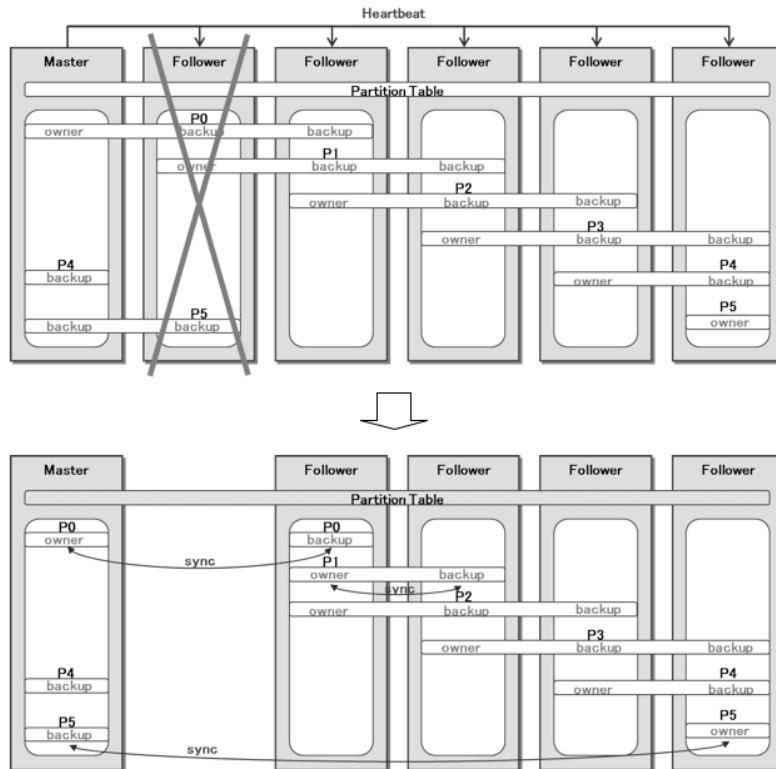 Heartbeat
Master Follower Follower Follower Follower Follower
Partition Table
P0
owner backup backup
P1
owner backup backup
P2
owner backup backup
P3
owner backup backup
P4 P4
backup owner backup
P5 P5
backup backup owner
Master Follower Follower Follower Follower
Partition Table
P0 P0
owner backup
sync
P1
owner backup
sync
P2
owner backup backup
P3
owner backup backup
P4 P4
backup owner backup
P5 P5
backup owner
sync